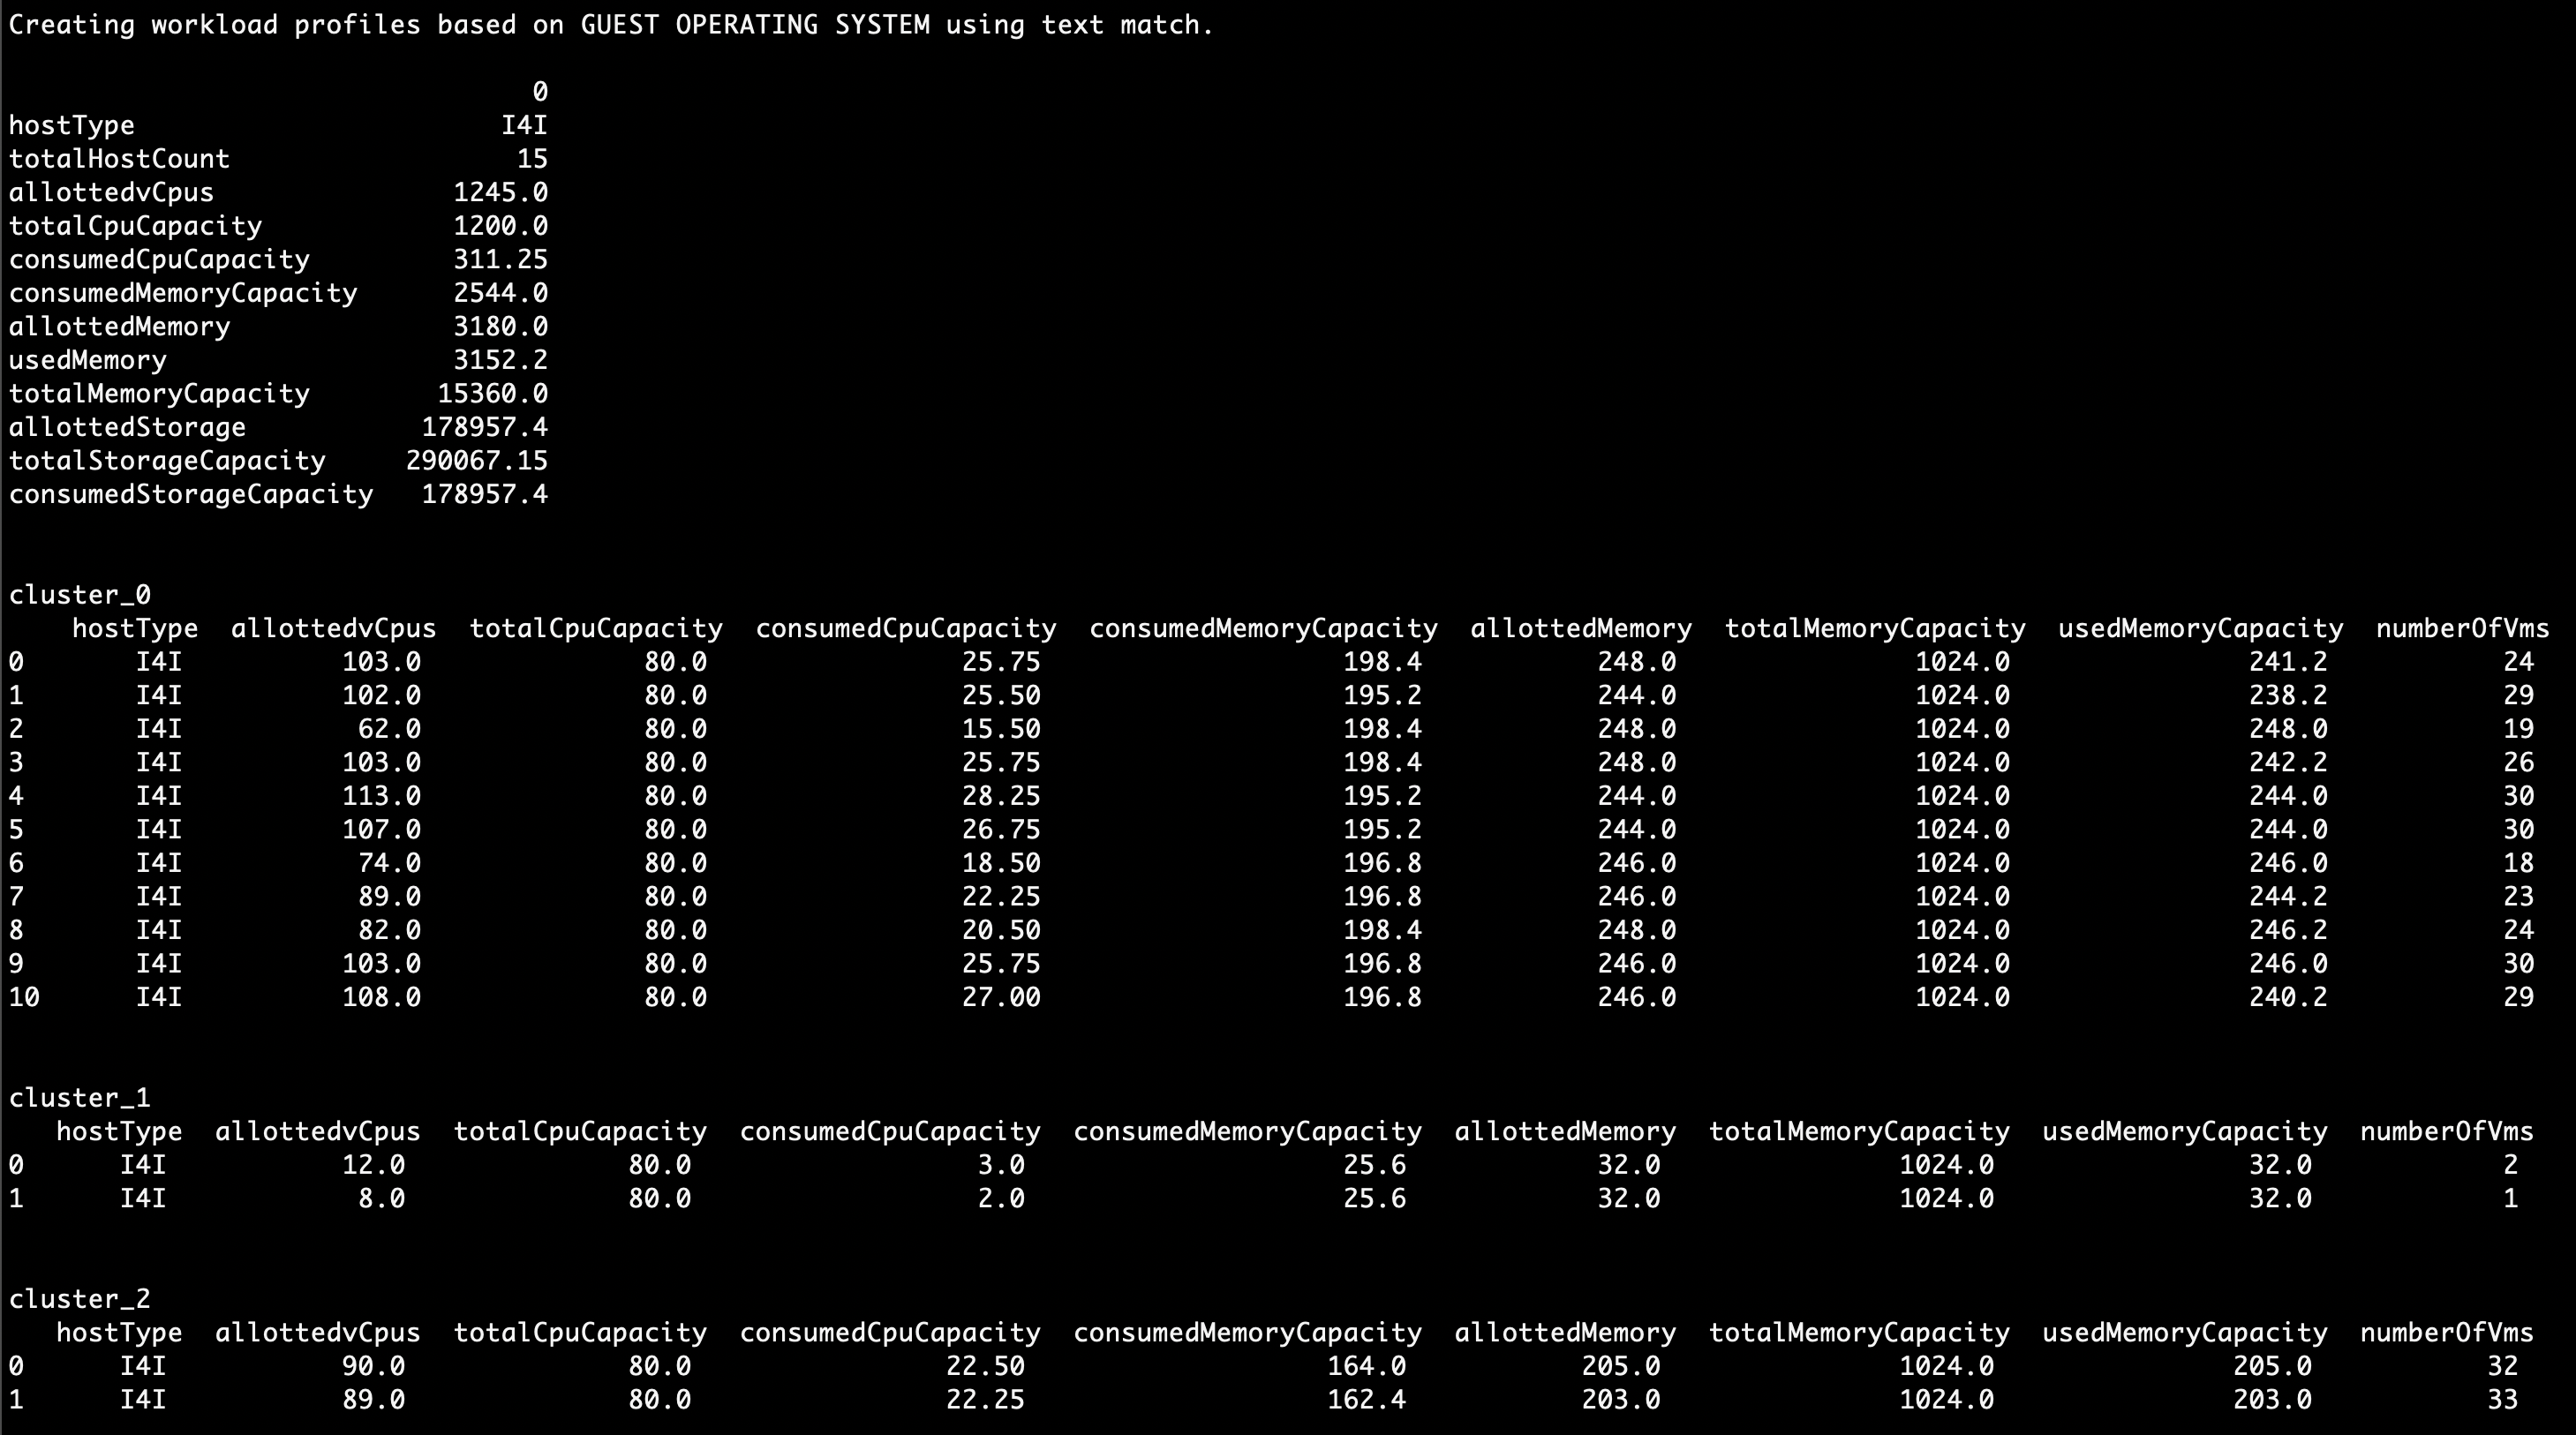 Creating workload profiles based on GUEST OPERATING SYSTEM using text match.
0
hostType I4I
totalHostCount 15
allottedvCpus 1245.0
totalCpuCapacity 1200.0
consumedCpuCapacity 311.25
consumedMemoryCapacity 2544.0
allottedMemory 3180.0
usedMemory 3152.2
totalMemoryCapacity 15360.0
allottedStorage 178957.4
totalStorageCapacity 290067.15
consumedStorageCapacity 178957.4
cluster_0
hostType allottedvCpus totalCpuCapacity consumedCpuCapacity consumedMemoryCapacity allottedMemory totalMemoryCapacity usedMemoryCapacity numberOfVms
0 I4I 103.0 80.0 25.75 198.4 248.0 1024.0 241.2 24
1 I4I 102.0 80.0 25.50 195.2 244.0 1024.0 238.2 29
2 I4I 62.0 80.0 15.50 198.4 248.0 1024.0 248.0 19
3 I4I 103.0 80.0 25.75 198.4 248.0 1024.0 242.2 26
4 I4I 113.0 80.0 28.25 195.2 244.0 1024.0 244.0 30
5 I4I 107.0 80.0 26.75 195.2 244.0 1024.0 244.0 30
6 I4I 74.0 80.0 18.50 196.8 246.0 1024.0 246.0 18
7 I4I 89.0 80.0 22.25 196.8 246.0 1024.0 244.2 23
8 I4I 82.0 80.0 20.50 198.4 248.0 1024.0 246.2 24
9 I4I 103.0 80.0 25.75 196.8 246.0 1024.0 246.0 30
10 I4I 108.0 80.0 27.00 196.8 246.0 1024.0 240.2 29
cluster_1
hostType allottedvCpus totalCpuCapacity consumedCpuCapacity consumedMemoryCapacity allottedMemory totalMemoryCapacity usedMemoryCapacity numberOfVms
0 I4I 12.0 80.0 3.0 25.6 32.0 1024.0 32.0 2
1 I4I 8.0 80.0 2.0 25.6 32.0 1024.0 32.0 1
cluster_2
hostType allottedvCpus totalCpuCapacity consumedCpuCapacity consumedMemoryCapacity allottedMemory totalMemoryCapacity usedMemoryCapacity numberOfVms
0 I4I 90.0 80.0 22.50 164.0 205.0 1024.0 205.0 32
1 I4I 89.0 80.0 22.25 162.4 203.0 1024.0 203.0 33